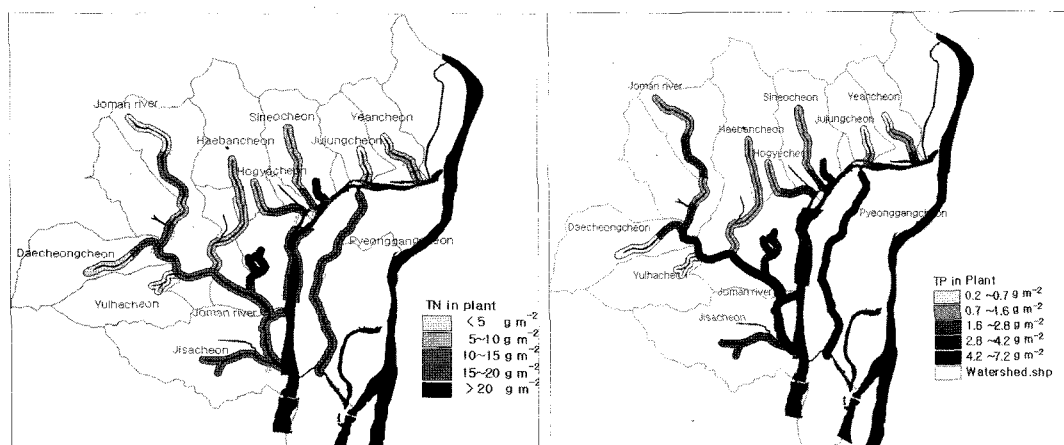 Joman river
Sineocheon
Yeancheon
Haebancheon
Jujungcheon
Hogyecheon
Daecheongcheon
Pyeonggangcheon
Yulhacheon
Joman river
Jisacheon
TN in plant
<5 g m⁻²
5~10 g m⁻²
10~15 g m⁻²
15~20 g m⁻²
>20 g m⁻²
Joman river
Sineocheon
Yeancheon
Haebancheon
Jujungcheon
Hogyecheon
Daecheongcheon
Pyeonggangcheon
Yulhacheon
Joman river
Jisacheon
TP in Plant
0.2 ~0.7 g m⁻²
0.7 ~1.6 g m⁻²
1.6 ~2.8 g m⁻²
2.8 ~4.2 g m⁻²
4.2 ~7.2 g m⁻²
Watershed.shp